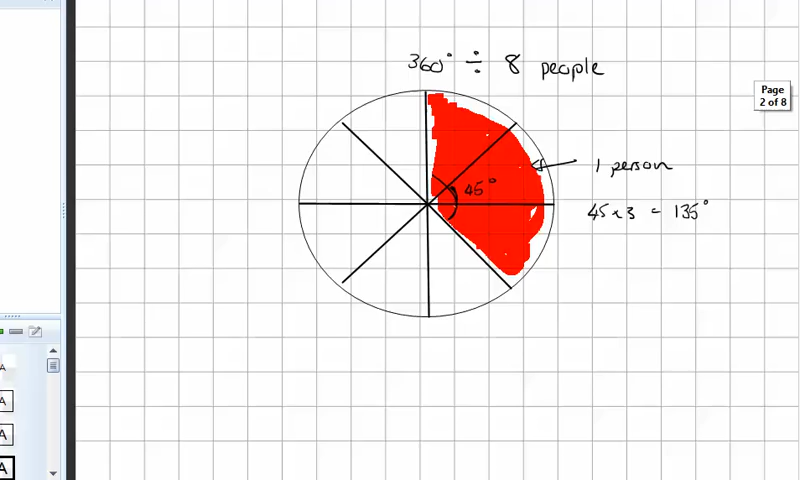 360° ÷ 8 people
Page
2 of 8
1 person
45°
45 x 3 = 135°
A
A
A
A